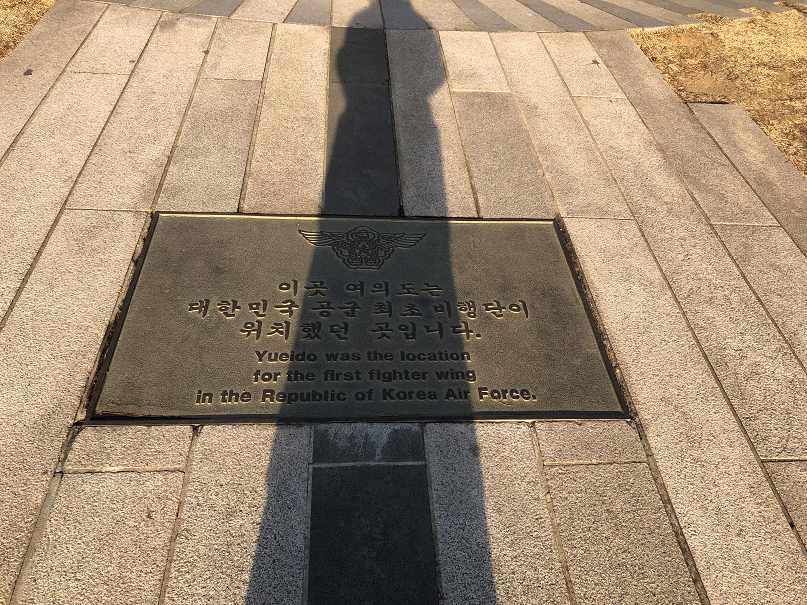 이곳 여의도는
대한민국 공군 최초 비행단이
위치했던 곳입니다.
Yueido was the location
for the first fighter wing
in the Republic of Korea Air Force.